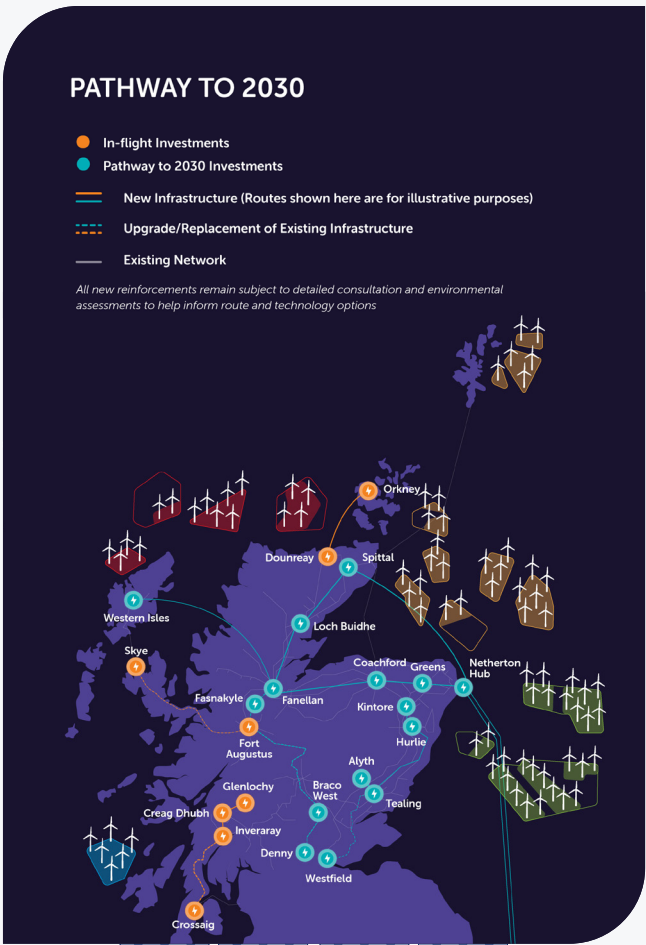 PATHWAY TO 2030
In-flight Investments
Pathway to 2030 Investments
New Infrastructure (Routes shown here are for illustrative purposes)
Upgrade/Replacement of Existing Infrastructure
Existing Network
All new reinforcements remain subject to detailed consultation and environmental
assessments to help inform route and technology options
Orkney
Dounreay
Spittal
Western Isles
Loch Buidhe
Skye
Coachford
Greens
Netherton
Hub
Fasnakyle
Fanellan
Kintore
Fort
Augustus
Hurlie
Alyth
Glenlochy
Braco
West
Tealing
Creag Dhubh
Inveraray
Denny
Westfield
Crossaig